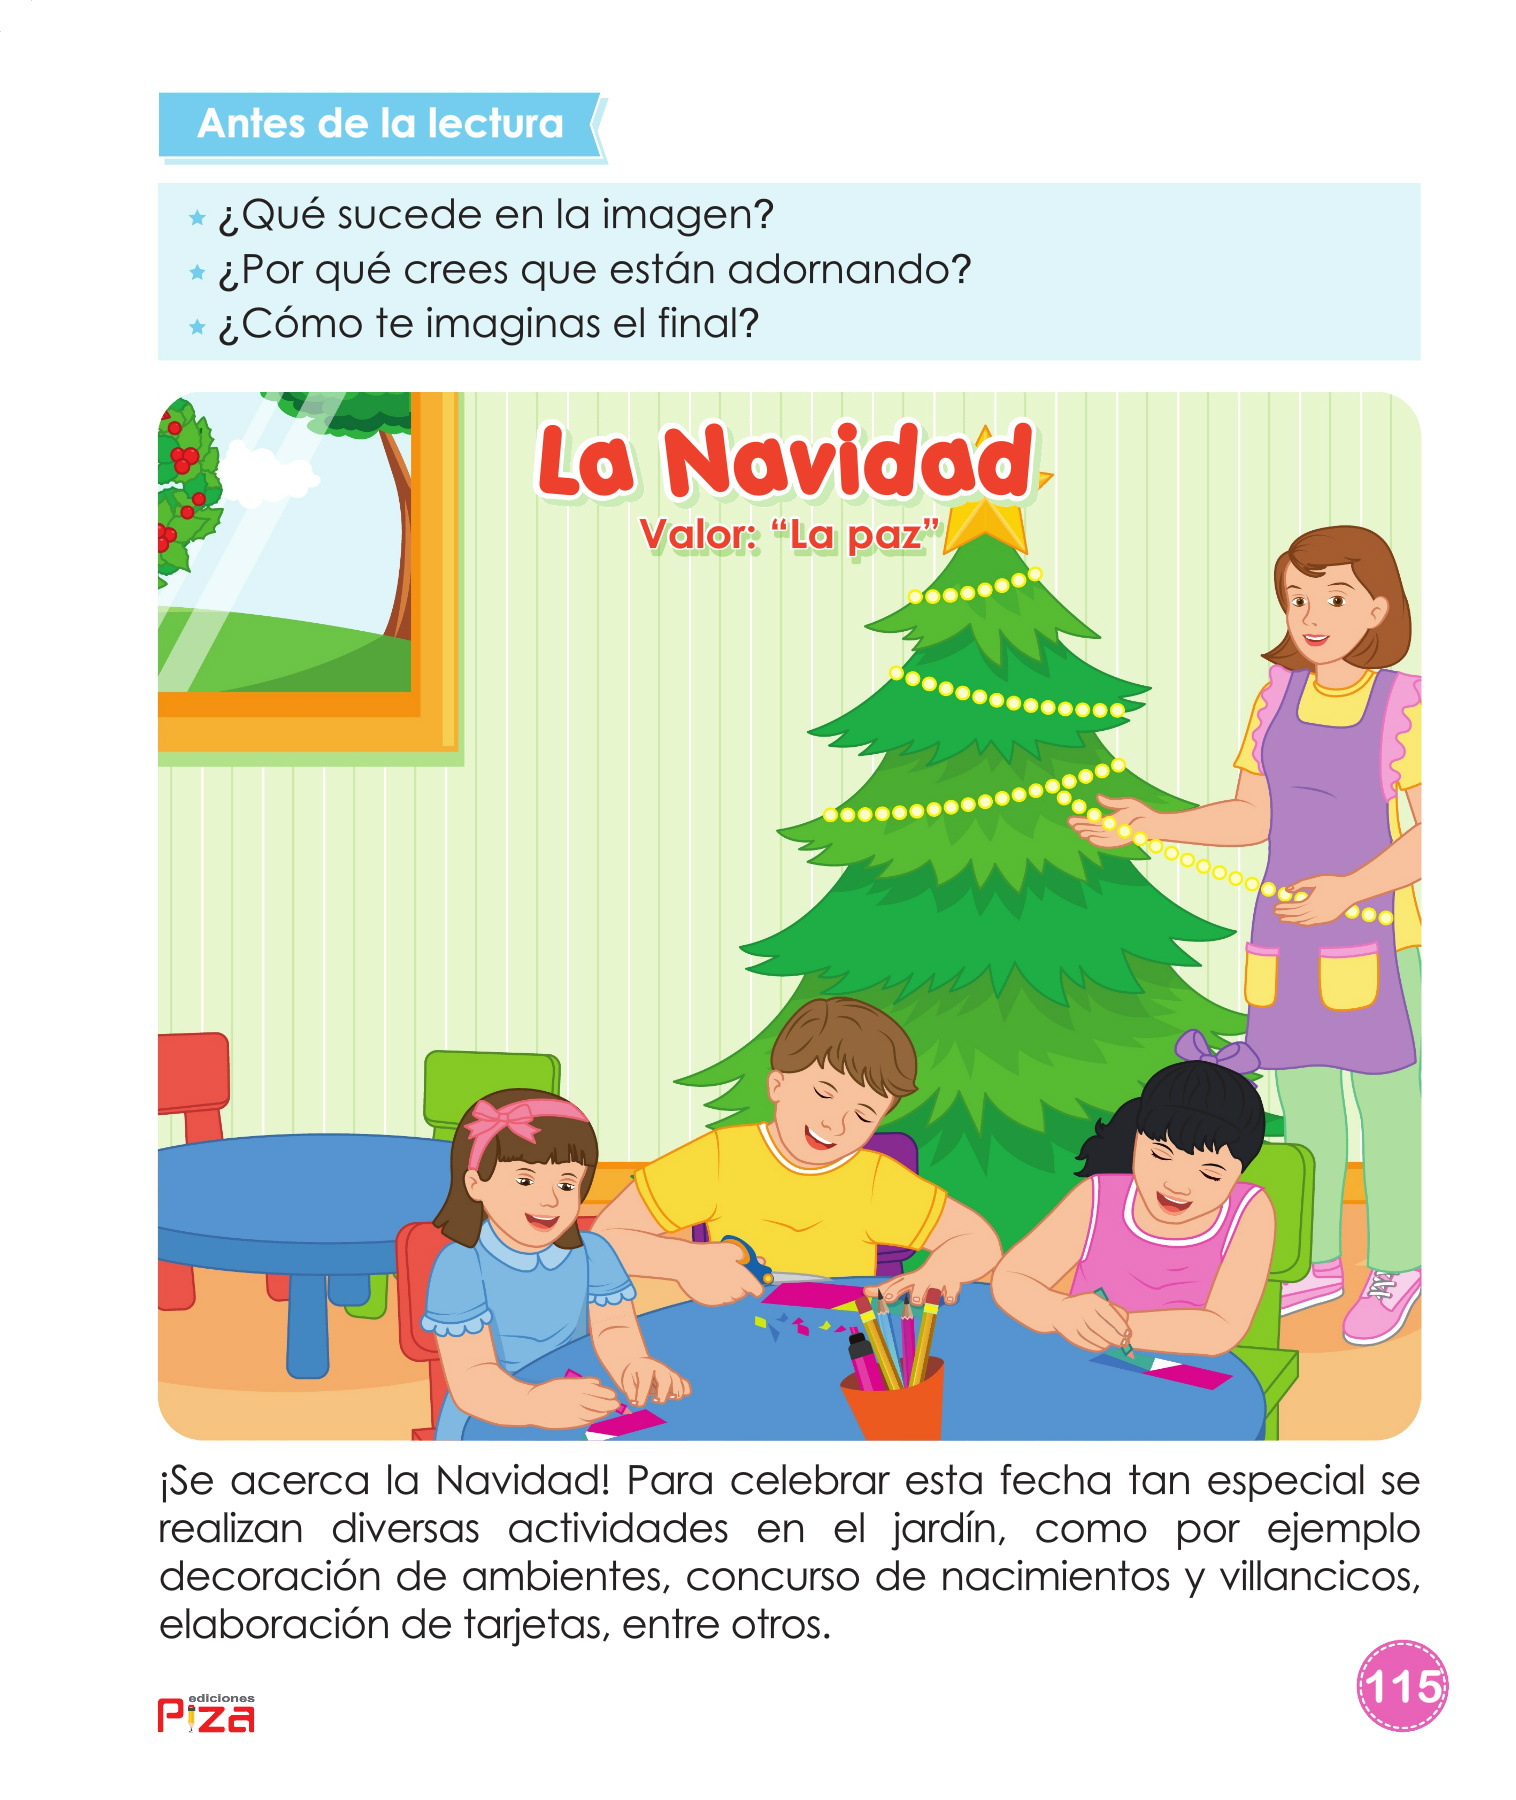 Antes de la lectura
¿Qué sucede en la imagen?
¿Por qué crees que están adornando?
¿Cómo te imaginas el final?
La Navidad
Valor: “La paz”
¡Se acerca la Navidad! Para celebrar esta fecha tan especial se
realizan diversas actividades en el jardín, como por ejemplo
decoración de ambientes, concurso de nacimientos y villancicos,
elaboración de tarjetas, entre otros.
115
ediciones
Piza